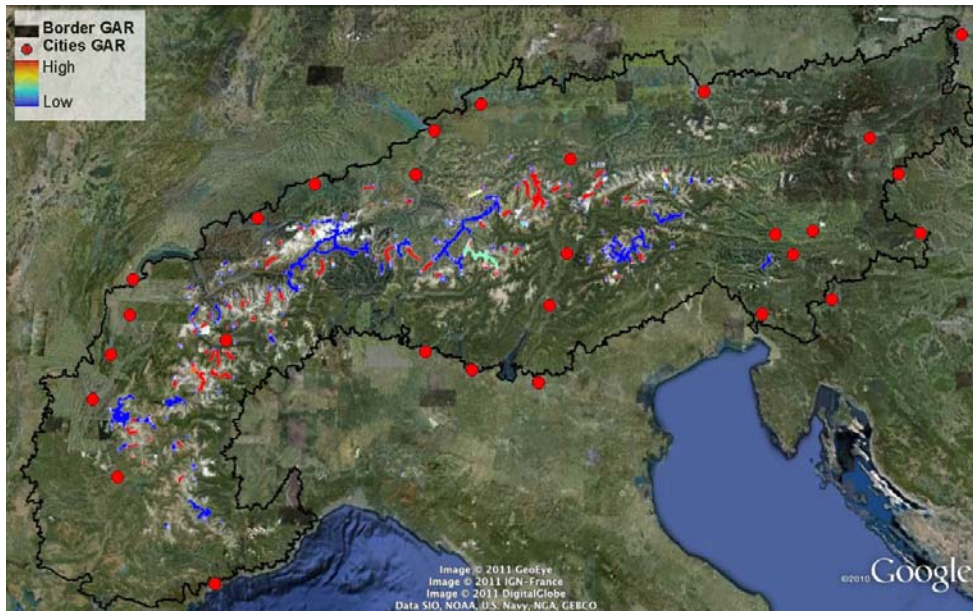 Border GAR
Cities GAR
High
Low
Image © 2011 GeoEye
Image © 2011 IGN-France
Image © 2011 DigitalGlobe
Data SIO, NOAA, U.S. Navy, NGA, GEBCO
©2010 Google